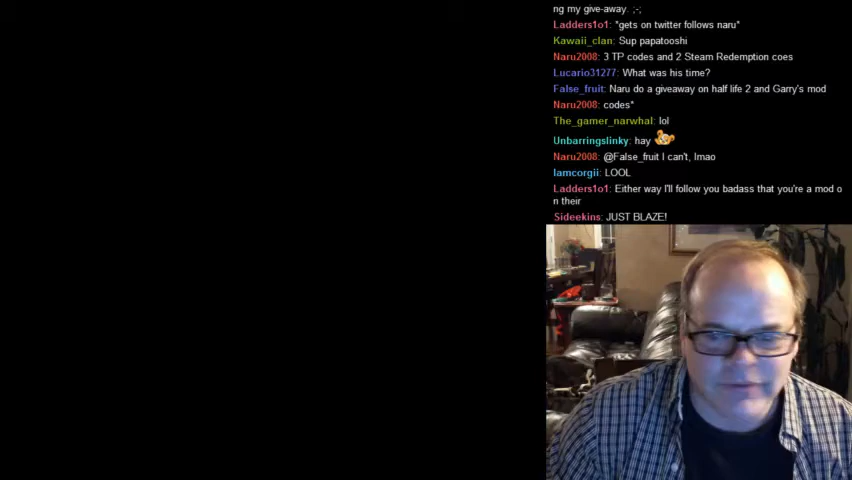 ng my give-away. ;-;
Ladders1o1: *gets on twitter follows naru*
Kawaii_clan: Sup papatooshi
Naru2008: 3 TP codes and 2 Steam Redemption coes
Lucario31277: What was his time?
False_fruit: Naru do a giveaway on half life 2 and Garry's mod
Naru2008: codes*
The_gamer_narwhal: lol
Unbarringslinky: hay
Naru2008: @False_fruit I can't, lmao
Iamcorgii: LOOL
Ladders1o1: Either way I'll follow you badass that you're a mod o
n their
Sideekins: JUST BLAZE!